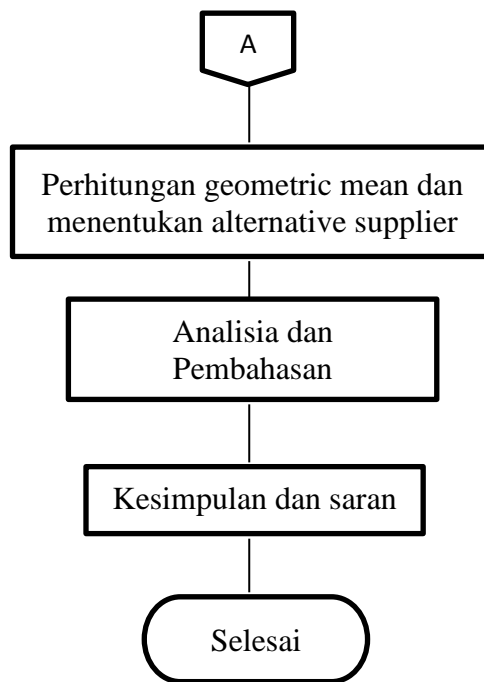 A
Perhitungan geometric mean dan
menentukan alternative supplier
Analisia dan
Pembahasan
Kesimpulan dan saran
Selesai